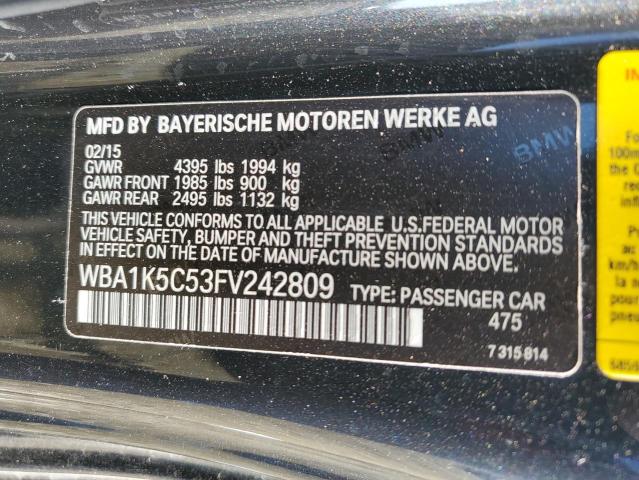 MFD BY BAYERISCHE MOTOREN WERKE AG
02/15
GVWR 4395 lbs 1994 kg
GAWR FRONT 1985 lbs 900 kg
GAWR REAR 2495 lbs 1132 kg
THIS VEHICLE CONFORMS TO ALL APPLICABLE U.S.FEDERAL MOTOR
VEHICLE SAFETY, BUMPER AND THEFT PREVENTION STANDARDS
IN EFFECT ON THE DATE OF MANUFACTURE SHOWN ABOVE.
WBA1K5C53FV242809 TYPE: PASSENGER CAR
475
7 315 814
BMW
100m
the